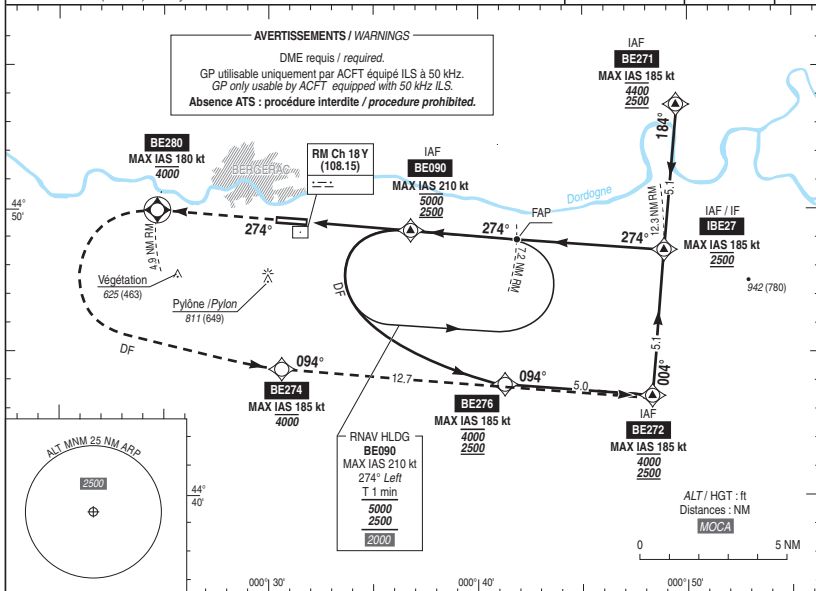 AVERTISSEMENTS / WARNINGS
DME requis / required.
GP utilisable uniquement par ACFT équipé ILS à 50 kHz.
GP only usable by ACFT equipped with 50 kHz ILS.
Absence ATS : procédure interdite / procedure prohibited.
IAF
BE271
MAX IAS 185 kt
4400
2500
184°
5.1
BE280
MAX IAS 180 kt
4000
BERGERAC
RM Ch 18 Y
(108.15)
IAF
BE090
MAX IAS 210 kt
5000
2500
Dordogne
12.3 NM RM
IAF / IF
IBE27
MAX IAS 185 kt
2500
44°
50'
274°
274°
FAP
274°
7.2 NM RM
4.9 NM RM
942 (780)
Végétation
625 (463)
Pylône / Pylon
811 (649)
DF
DF
094°
BE274
MAX IAS 185 kt
4000
12.7
094°
BE276
MAX IAS 185 kt
4000
2500
5.0
5.1
004°
IAF
BE272
MAX IAS 185 kt
4000
2500
RNAV HLDG
BE090
MAX IAS 210 kt
274° Left
T 1 min
5000
2500
2000
ALT MNM 25 NM ARP
2500
44°
40'
ALT / HGT : ft
Distances : NM
MOCA
0
5 NM
000° 30'
000° 40'
000° 50'